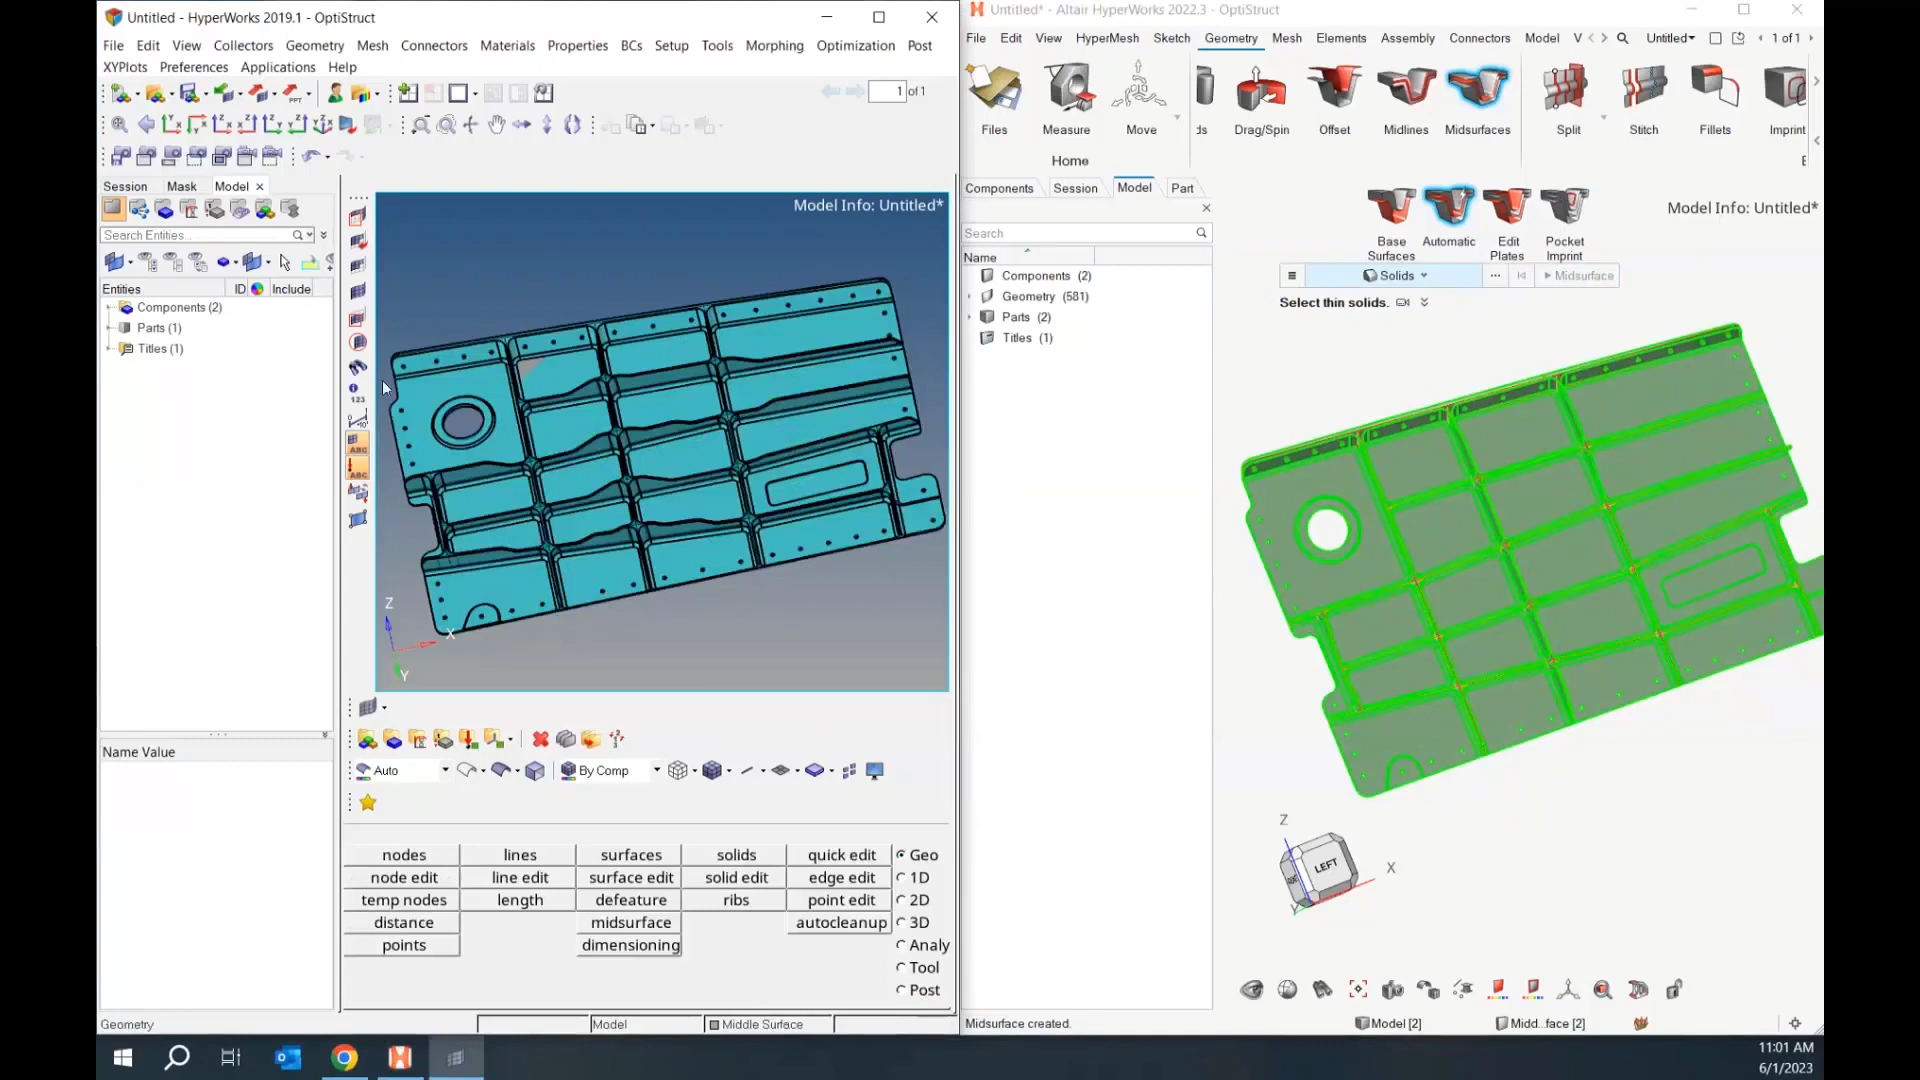 Untitled - HyperWorks 2019.1 - OptiStruct
File Edit View Collectors Geometry Mesh Connectors Materials Properties BCs Setup Tools Morphing Optimization Post
XYPlots Preferences Applications Help
1 of 1
Session Mask Model
Search Entities...
Entities ID Include
Components (2)
Parts (1)
Titles (1)
Name Value
Model Info: Untitled*
123
ABC
ABC
Z
X
Y
Auto By Comp
nodes lines surfaces solids quick edit Geo
node edit line edit surface edit solid edit edge edit 1D
temp nodes length defeature ribs point edit 2D
distance midsurface autocleanup 3D
points dimensioning Analy
Tool
Post
Geometry Model Middle Surface
Untitled* - Altair HyperWorks 2022.3 - OptiStruct
File Edit View HyperMesh Sketch Geometry Mesh Elements Assembly Connectors Model V Untitled 1 of 1
Files Measure Move ds Drag/Spin Offset Midlines Midsurfaces Split Stitch Fillets Imprint
Home E
Components Session Model Part
Search
Name
Components (2)
Geometry (581)
Parts (2)
Titles (1)
Base Surfaces Automatic Edit Plates Pocket Imprint
Model Info: Untitled*
Solids Midsurface
Select thin solids.
Z
X
LEFT
Y
Midsurface created. Model [2] Midd...face [2]
11:01 AM
6/1/2023